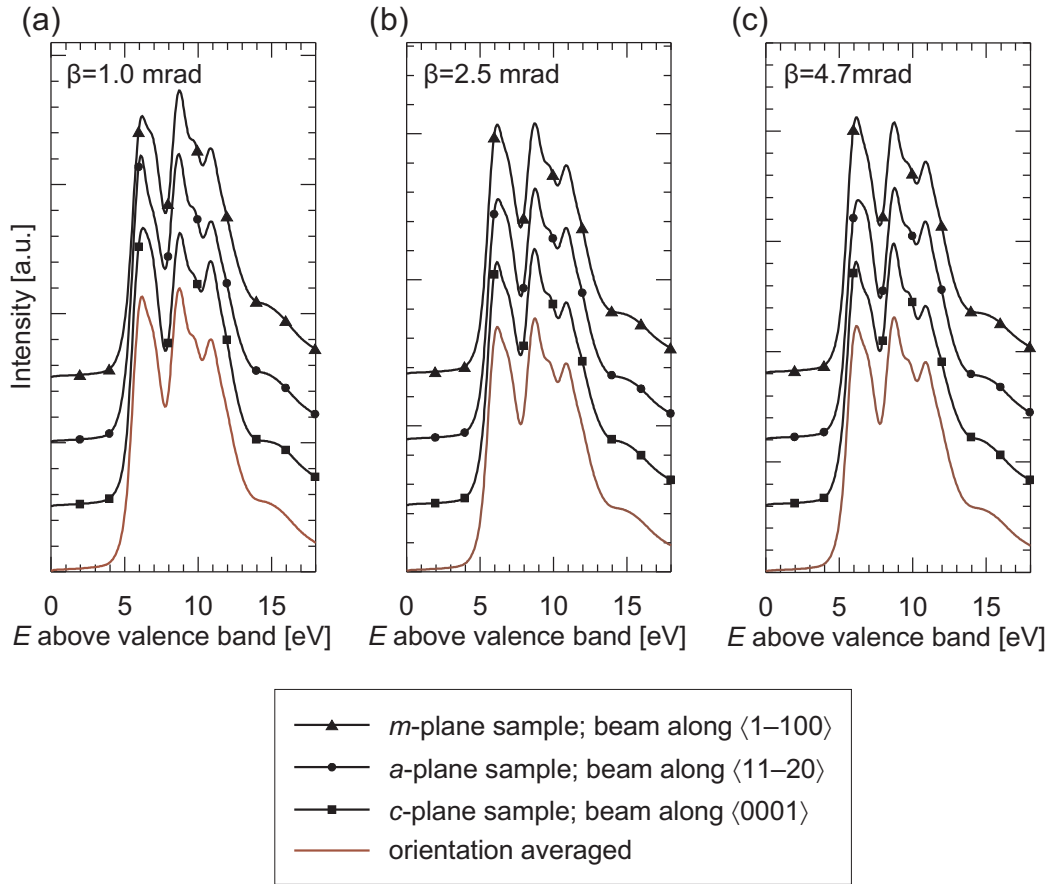 (a) (b) (c)
β=1.0 mrad β=2.5 mrad β=4.7mrad
Intensity [a.u.]
0 5 10 15 0 5 10 15 0 5 10 15
E above valence band [eV] E above valence band [eV] E above valence band [eV]
m-plane sample; beam along ⟨1–100⟩
a-plane sample; beam along ⟨11–20⟩
c-plane sample; beam along ⟨0001⟩
orientation averaged